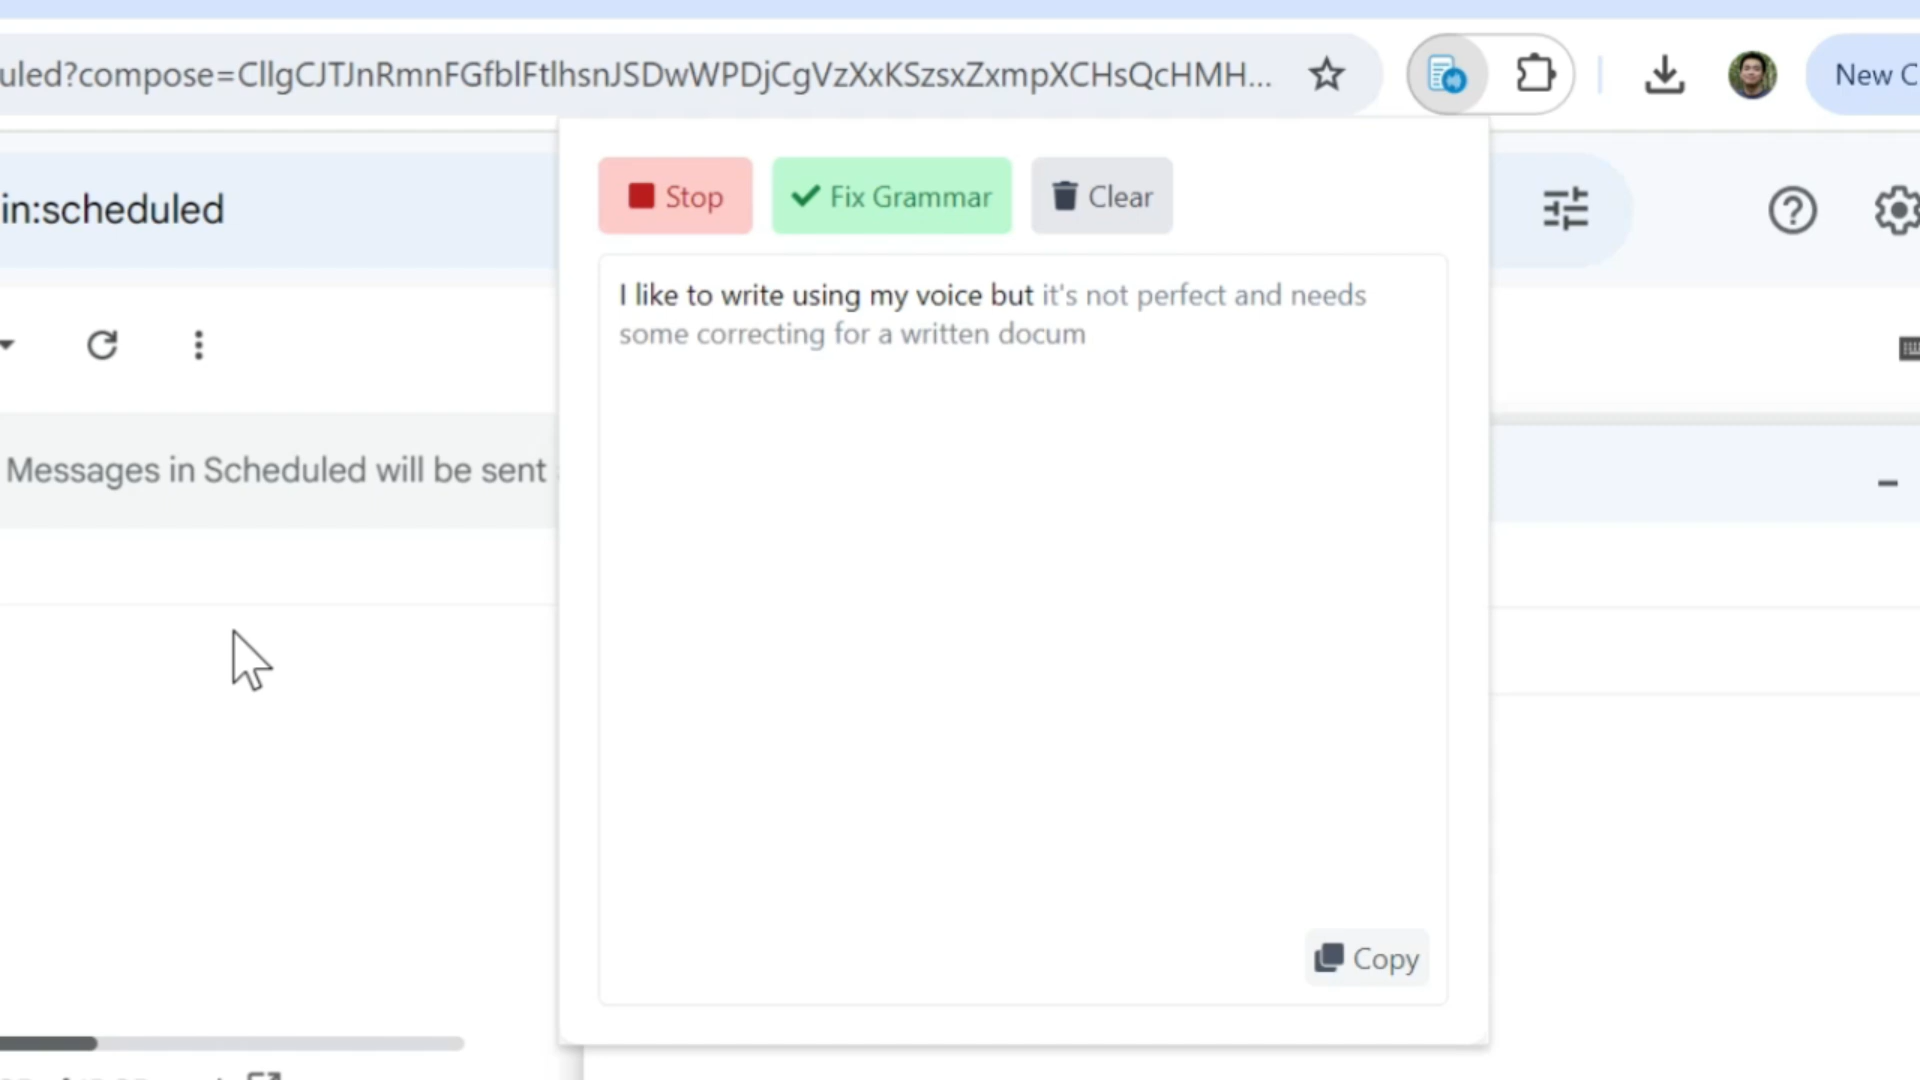 uled?compose=CllgCJTJnRmnFGfblFtlhsnJSDwWPDjCgVzXxKSzsxZxmpXCHsQcHMH...
New C
in:scheduled
Stop
Fix Grammar
Clear
I like to write using my voice but it's not perfect and needs
some correcting for a written docum
Messages in Scheduled will be sent
Copy